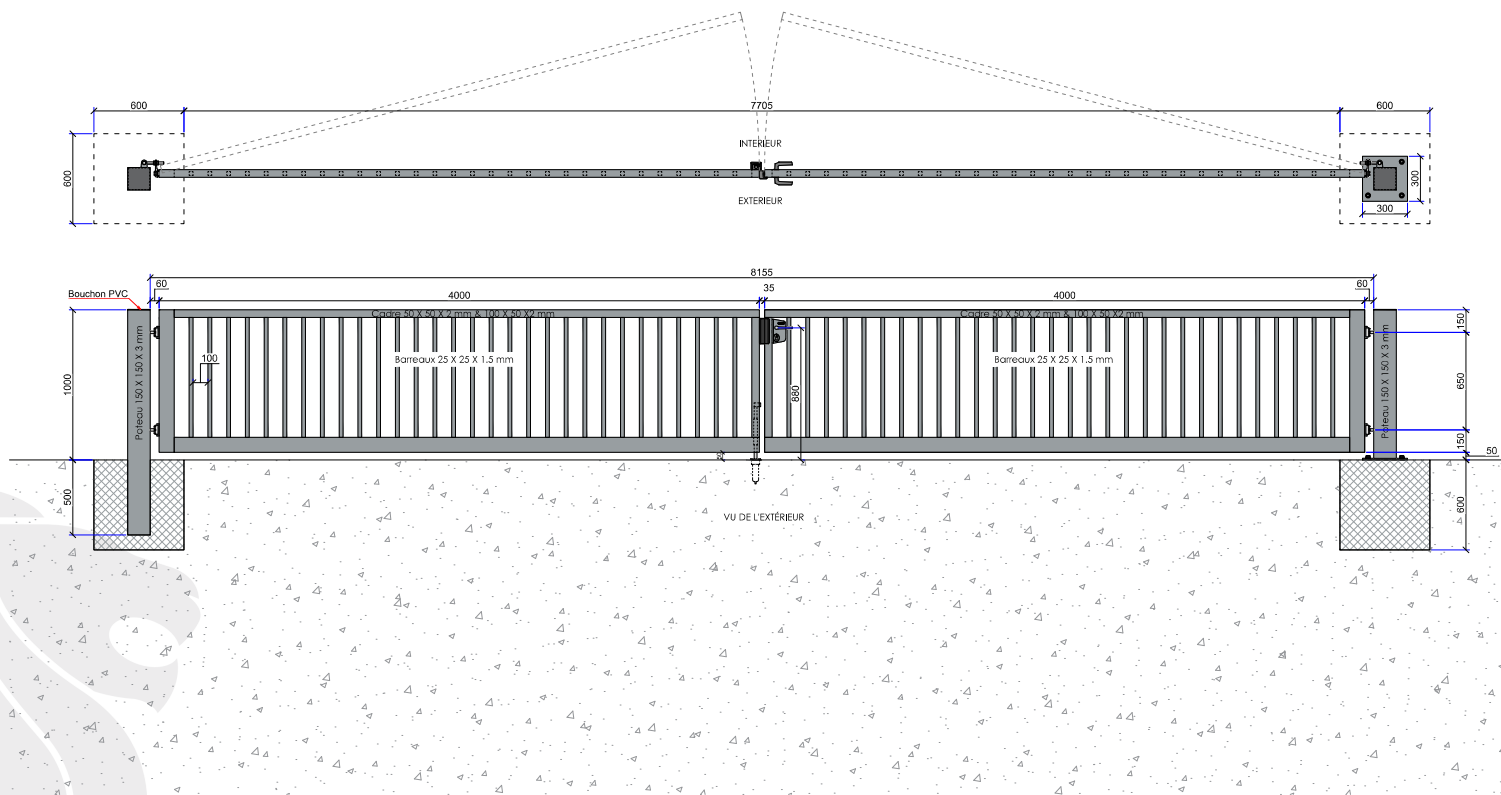 600
7705
600
INTERIEUR
600
300
EXTERIEUR
300
8155
Bouchon PVC
60
4000
35
4000
60
Cadre 50 X 50 X 2 mm & 100 X 50 X2 mm
Cadre 50 X 50 X 2 mm & 100 X 50 X2 mm
150
Poteau 150 X 150 X 3 mm
100
Barreaux 25 X 25 X 1.5 mm
Barreaux 25 X 25 X 1.5 mm
Poteau 150 X 150 X 3 mm
1000
880
650
150
50
500
600
VU DE L'EXTÉRIEUR